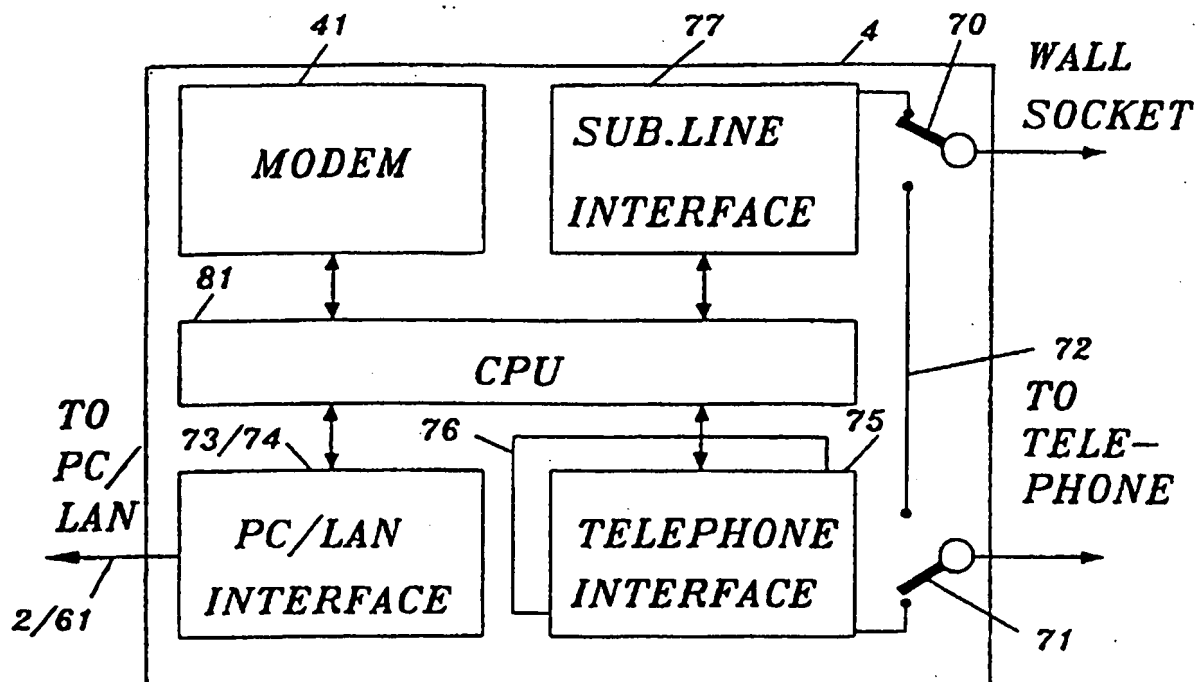 41
77
4
70
WALL
SOCKET
MODEM
SUB.LINE
INTERFACE
81
CPU
72
TO
PC/
LAN
73/74
76
75
TO
TELE-
PHONE
PC/LAN
INTERFACE
TELEPHONE
INTERFACE
2/61
71